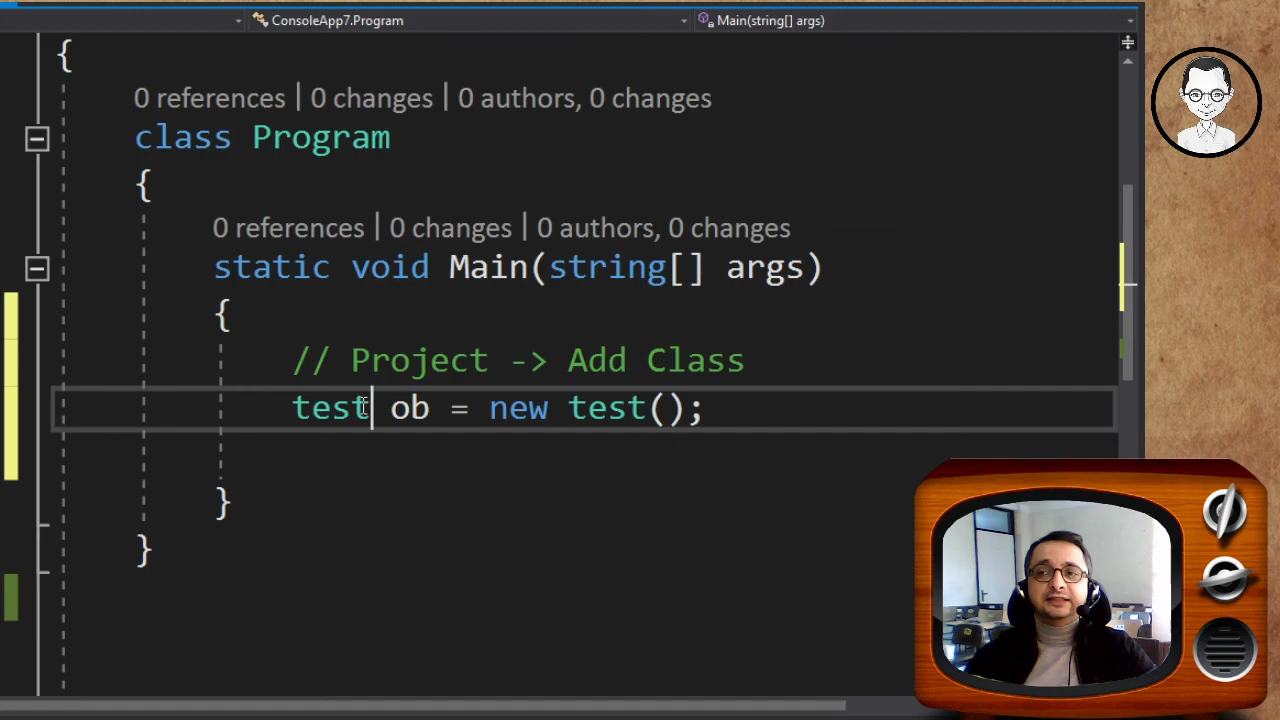 ConsoleApp7.Program
Main(string[] args)
{
0 references | 0 changes | 0 authors, 0 changes
class Program
{
0 references | 0 changes | 0 authors, 0 changes
static void Main(string[] args)
{
// Project -> Add Class
test ob = new test();
}
}